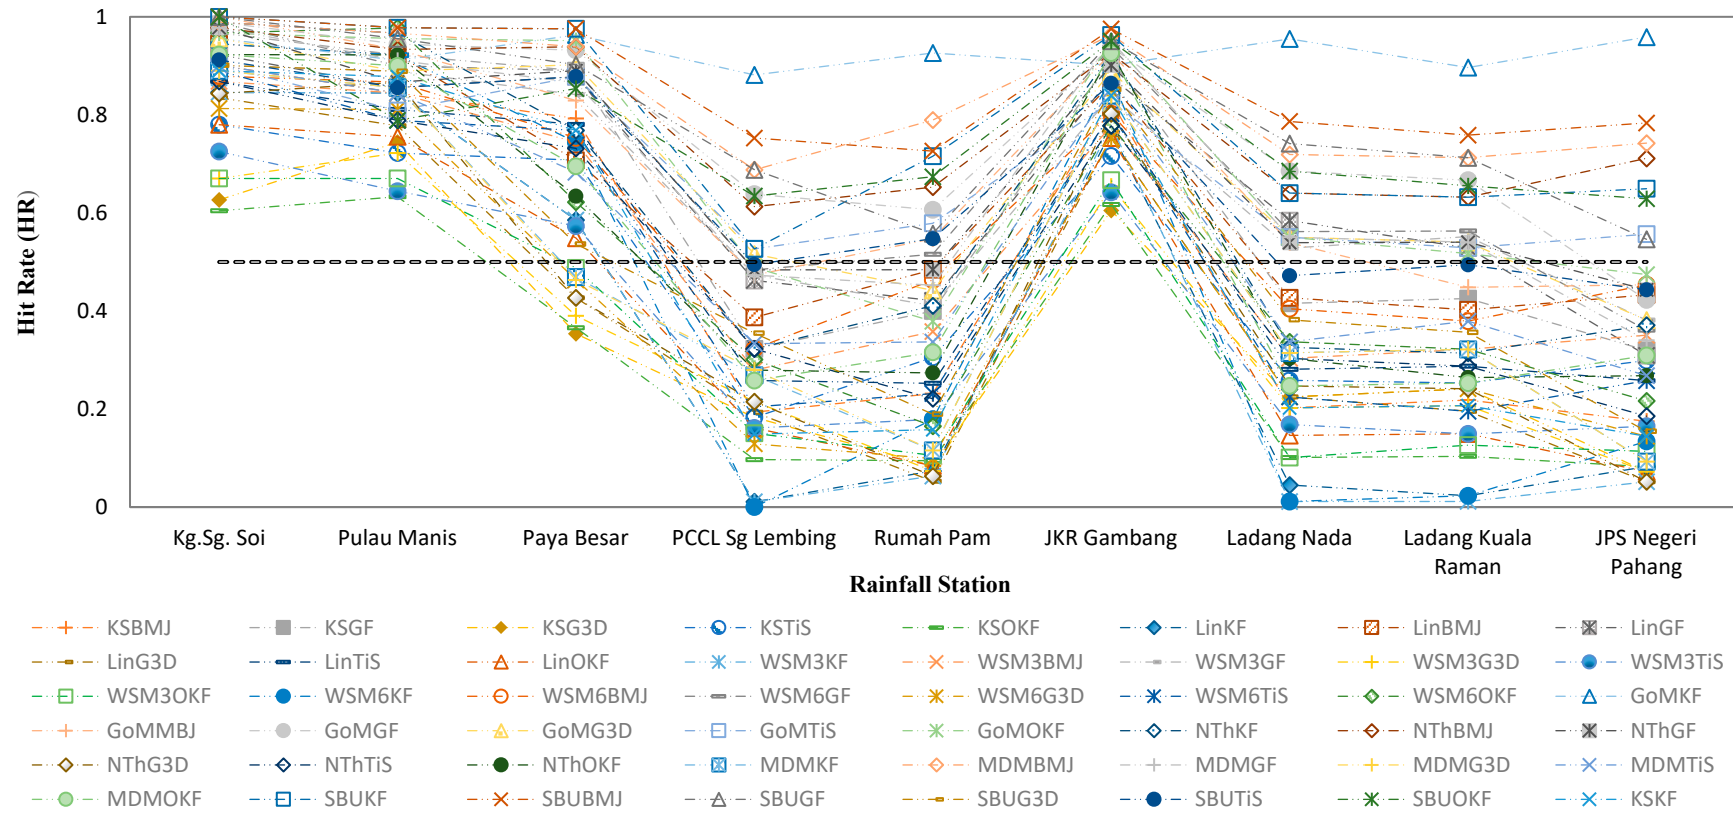 1
0.8
0.6
0.4
0.2
0
Hit Rate (HR)
Kg.Sg. Soi Pulau Manis Paya Besar PCCL Sg Lembing Rumah Pam JKR Gambang Ladang Nada Ladang Kuala Raman JPS Negeri Pahang
Rainfall Station
KSBMJ KSGF KSG3D KSTiS KSOKF LinKF LinBMJ LinGF
LinG3D LinTiS LinOKF WSM3KF WSM3BMJ WSM3GF WSM3G3D WSM3TiS
WSM3OKF WSM6KF WSM6BMJ WSM6GF WSM6G3D WSM6TiS WSM6OKF GoMKF
GoMMBJ GoMGF GoMG3D GoMTiS GoMOKF NThKF NThBMJ NThGF
NThG3D NThTiS NThOKF MDMKF MDMBMJ MDMGF MDMG3D MDMTiS
MDMOKF SBUKF SBUBMJ SBUGF SBUG3D SBUTiS SBUOKF KSKF